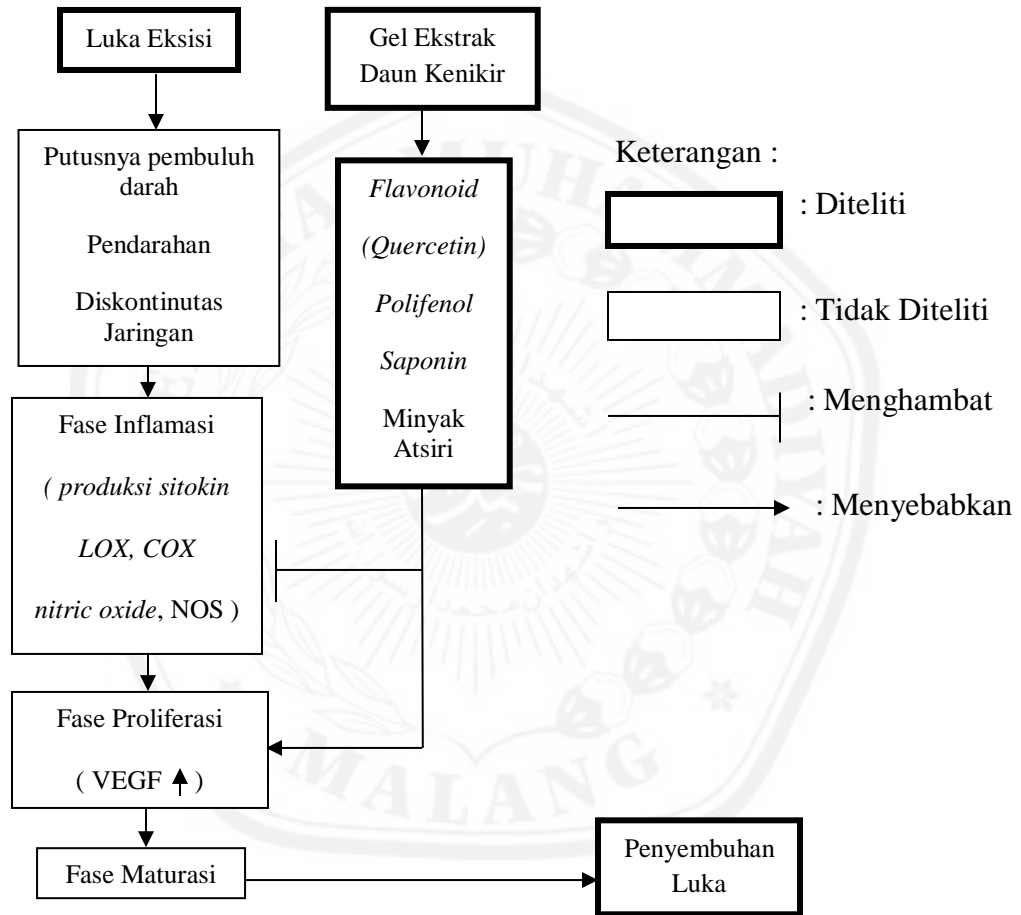 Luka Eksisi
Gel Ekstrak
Daun Kenikir
Putusnya pembuluh
darah
Pendarahan
Diskontinutas
Jaringan
Flavonoid
(Quercetin)
Polifenol
Saponin
Minyak
Atsiri
Fase Inflamasi
( produksi sitokin
LOX, COX
nitric oxide, NOS )
Fase Proliferasi
( VEGF )
Fase Maturasi
Penyembuhan
Luka
Keterangan :
: Diteliti
: Tidak Diteliti
: Menghambat
: Menyebabkan
MUHAMMADIYAH
MALANG